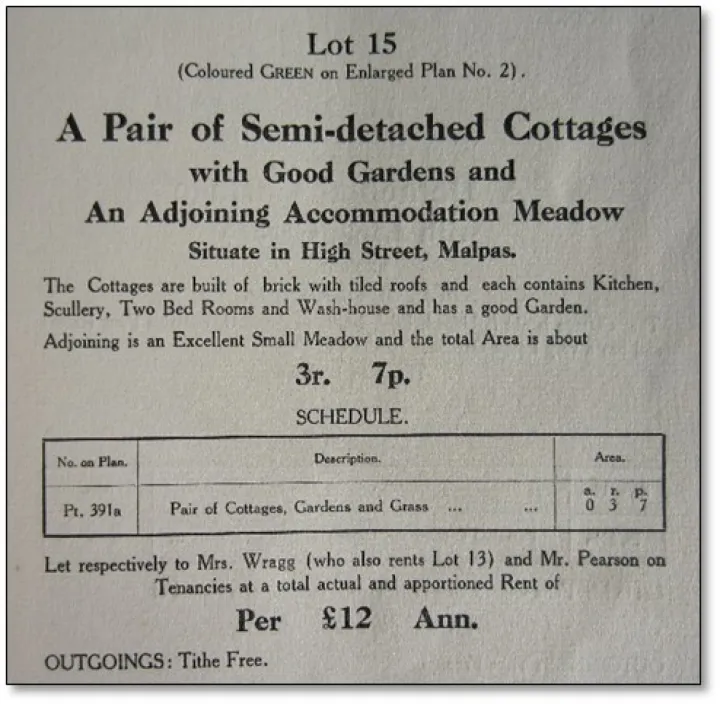 Lot 15
(Coloured GREEN on Enlarged Plan No. 2).
A Pair of Semi-detached Cottages
with Good Gardens and
An Adjoining Accommodation Meadow
Situate in High Street, Malpas.
The Cottages are built of brick with tiled roofs and each contains Kitchen,
Scullery, Two Bed Rooms and Wash-house and has a good Garden.
Adjoining is an Excellent Small Meadow and the total Area is about
3r. 7p.
SCHEDULE.
No. on Plan. Description. Area.
a. r. p.
Pt. 391a Pair of Cottages, Gardens and Grass ... ... 0 3 7
Let respectively to Mrs. Wragg (who also rents Lot 13) and Mr. Pearson on
Tenancies at a total actual and apportioned Rent of
Per £12 Ann.
OUTGOINGS: Tithe Free.